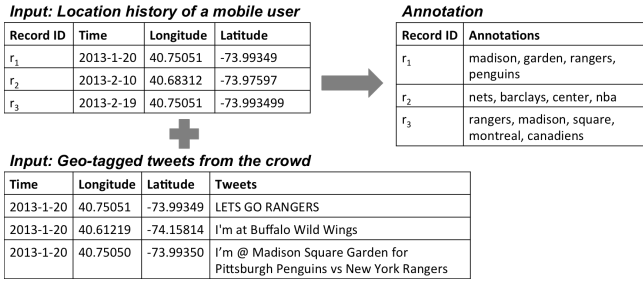 Input: Location history of a mobile user
Record ID Time Longitude Latitude
r1 2013-1-20 40.75051 -73.99349
r2 2013-2-10 40.68312 -73.97597
r3 2013-2-19 40.75051 -73.993499
Annotation
Record ID Annotations
r1 madison, garden, rangers,
penguins
r2 nets, barclays, center, nba
r3 rangers, madison, square,
montreal, canadiens
Input: Geo-tagged tweets from the crowd
Time Longitude Latitude Tweets
2013-1-20 40.75051 -73.99349 LETS GO RANGERS
2013-1-20 40.61219 -74.15814 I'm at Buffalo Wild Wings
2013-1-20 40.75050 -73.99350 I'm @ Madison Square Garden for
Pittsburgh Penguins vs New York Rangers